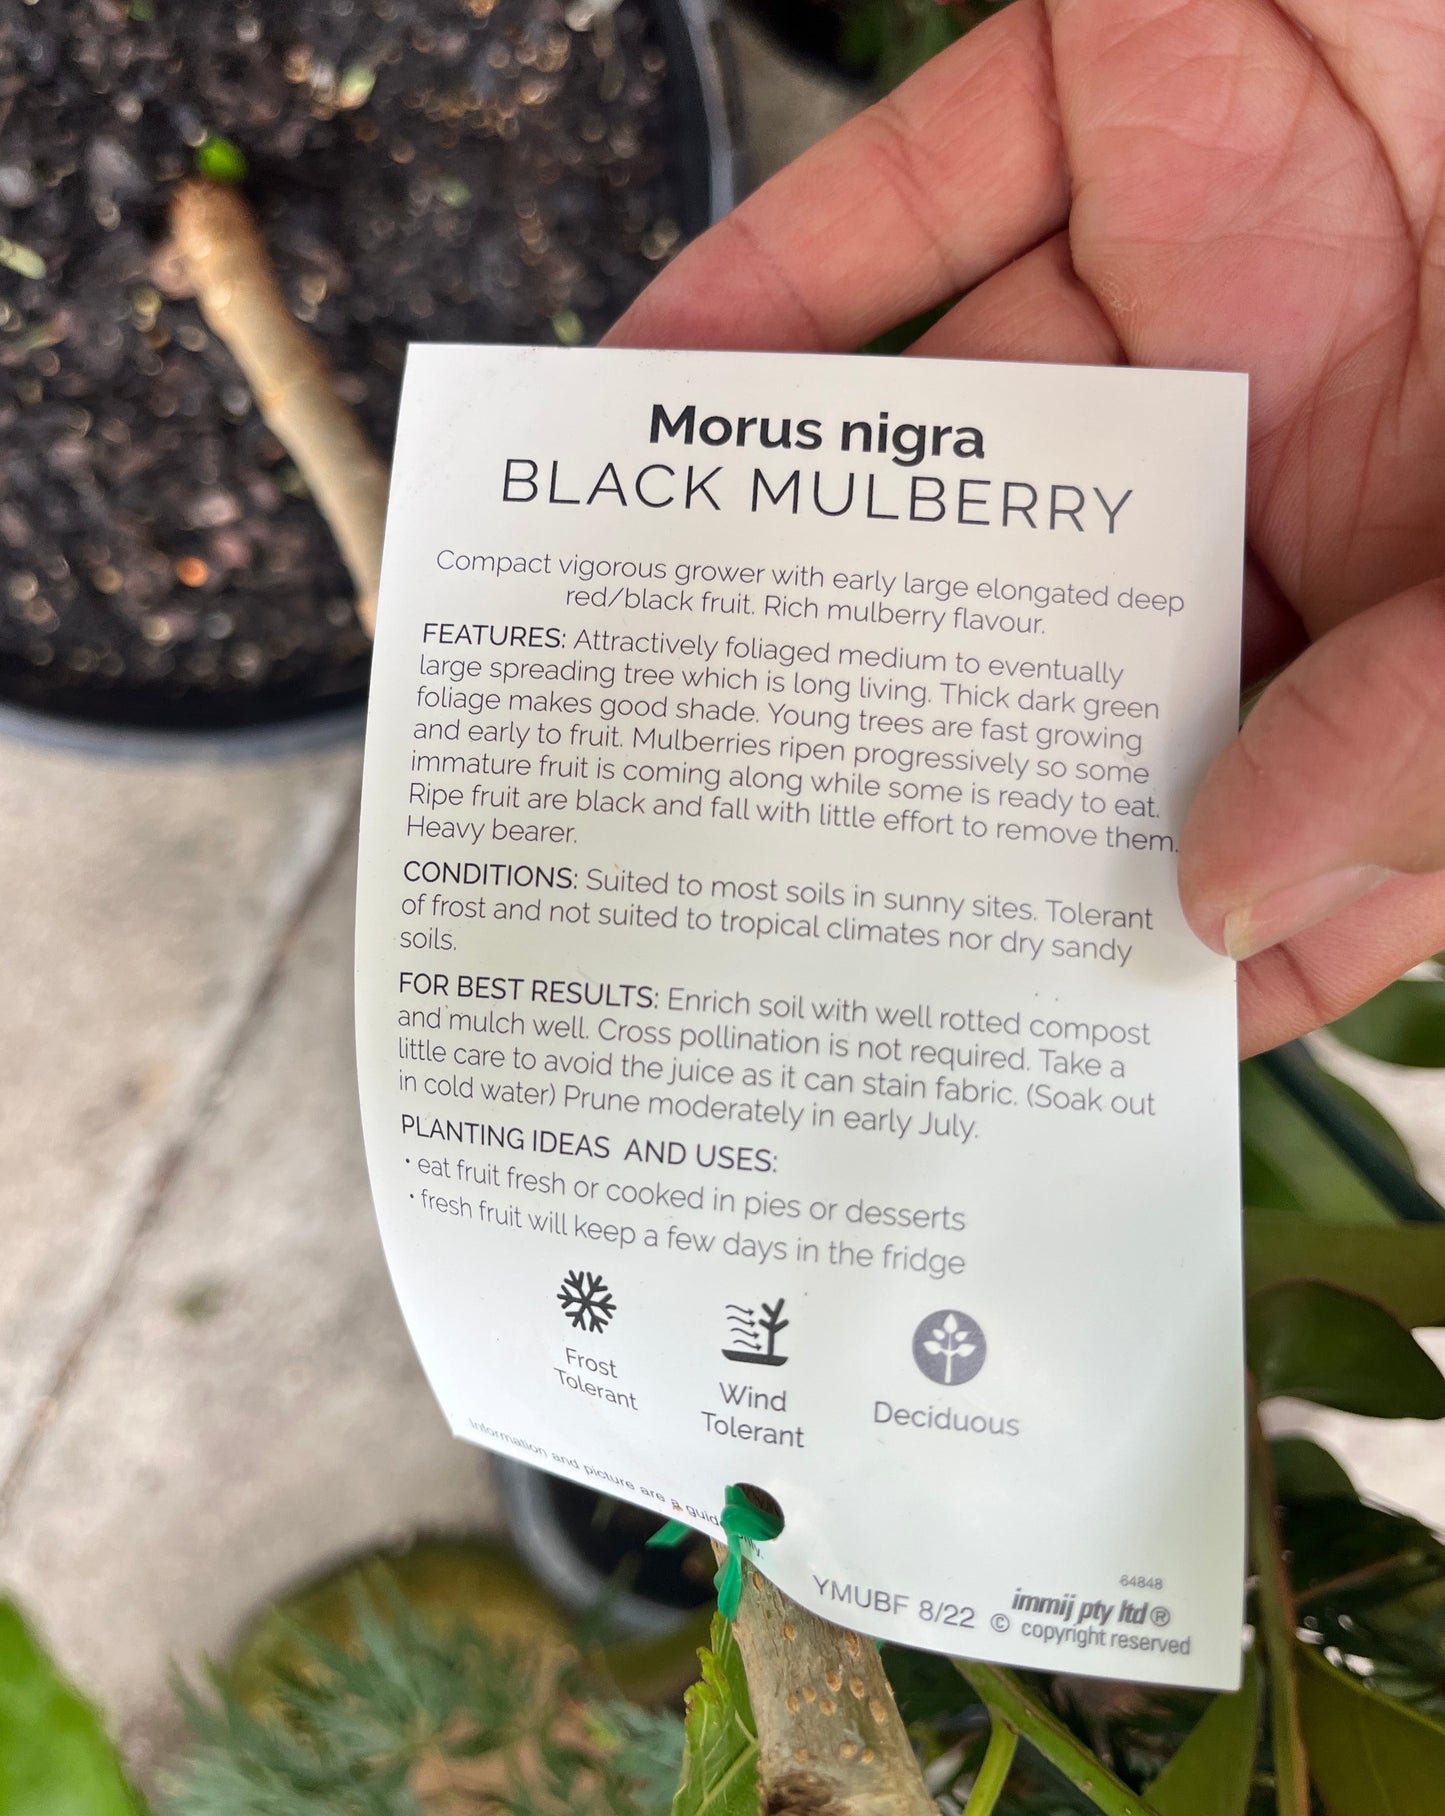 Morus nigra
BLACK MULBERRY
Compact vigorous grower with early large elongated deep
red/black fruit. Rich mulberry flavour.
FEATURES: Attractively foliaged medium to eventually
large spreading tree which is long living. Thick dark green
foliage makes good shade. Young trees are fast growing
and early to fruit. Mulberries ripen progressively so some
immature fruit is coming along while some is ready to eat.
Ripe fruit are black and fall with little effort to remove them.
Heavy bearer.
CONDITIONS: Suited to most soils in sunny sites. Tolerant
of frost and not suited to tropical climates nor dry sandy
soils.
FOR BEST RESULTS: Enrich soil with well rotted compost
and mulch well. Cross pollination is not required. Take a
little care to avoid the juice as it can stain fabric. (Soak out
in cold water) Prune moderately in early July.
PLANTING IDEAS AND USES:
• eat fruit fresh or cooked in pies or desserts
• fresh fruit will keep a few days in the fridge
Frost
Tolerant
Wind
Tolerant
Deciduous
Information and picture are a
YMUBF 8/22
64848
immij pty ltd®
© copyright reserved